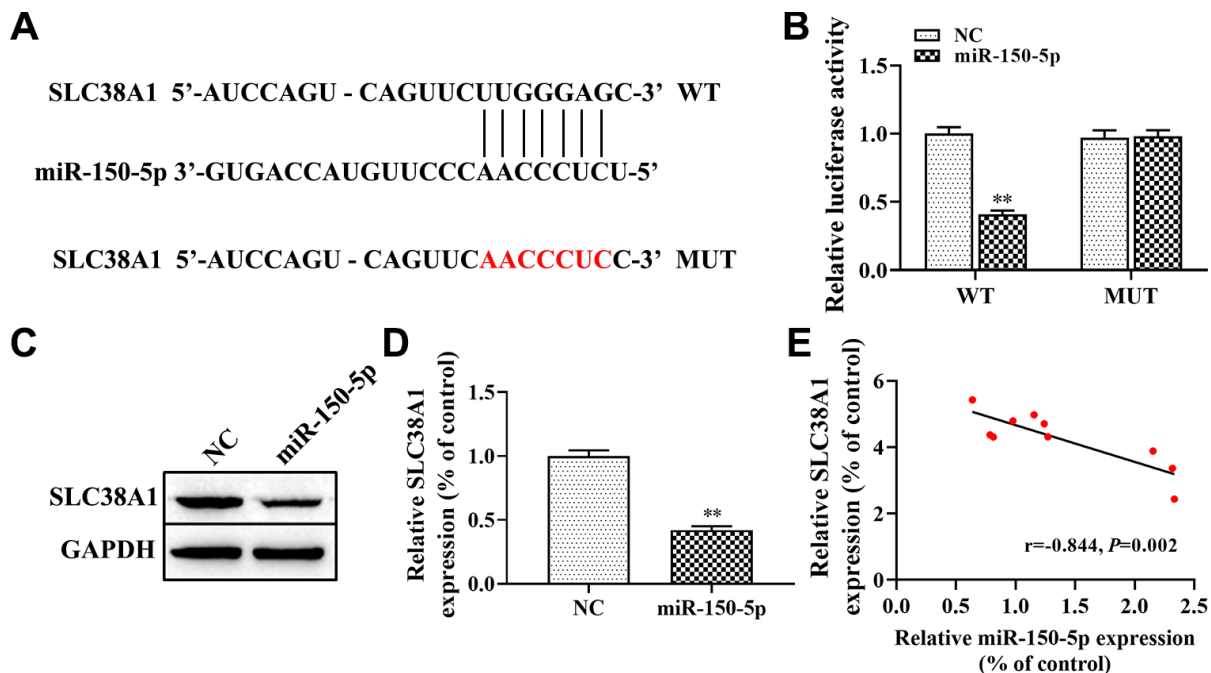 A
SLC38A1 5’-AUCCAGU - CAGUUCUUGGGAGC-3’ WT
miR-150-5p 3’-GUGACCAUGUUCCCAACCCUCU-5’
SLC38A1 5’-AUCCAGU - CAGUUCAACCCUCC-3’ MUT
B
NC
miR-150-5p
Relative luciferase activity
1.5
1.0
0.5
0.0
WT MUT
C
NC miR-150-5p
SLC38A1
GAPDH
D
Relative SLC38A1
expression (% of control)
1.5
1.0
0.5
0.0
NC miR-150-5p
**
**
E
Relative SLC38A1
expression (% of control)
6
4
2
0
r=-0.844, P=0.002
0.0 0.5 1.0 1.5 2.0 2.5
Relative miR-150-5p expression
(% of control)